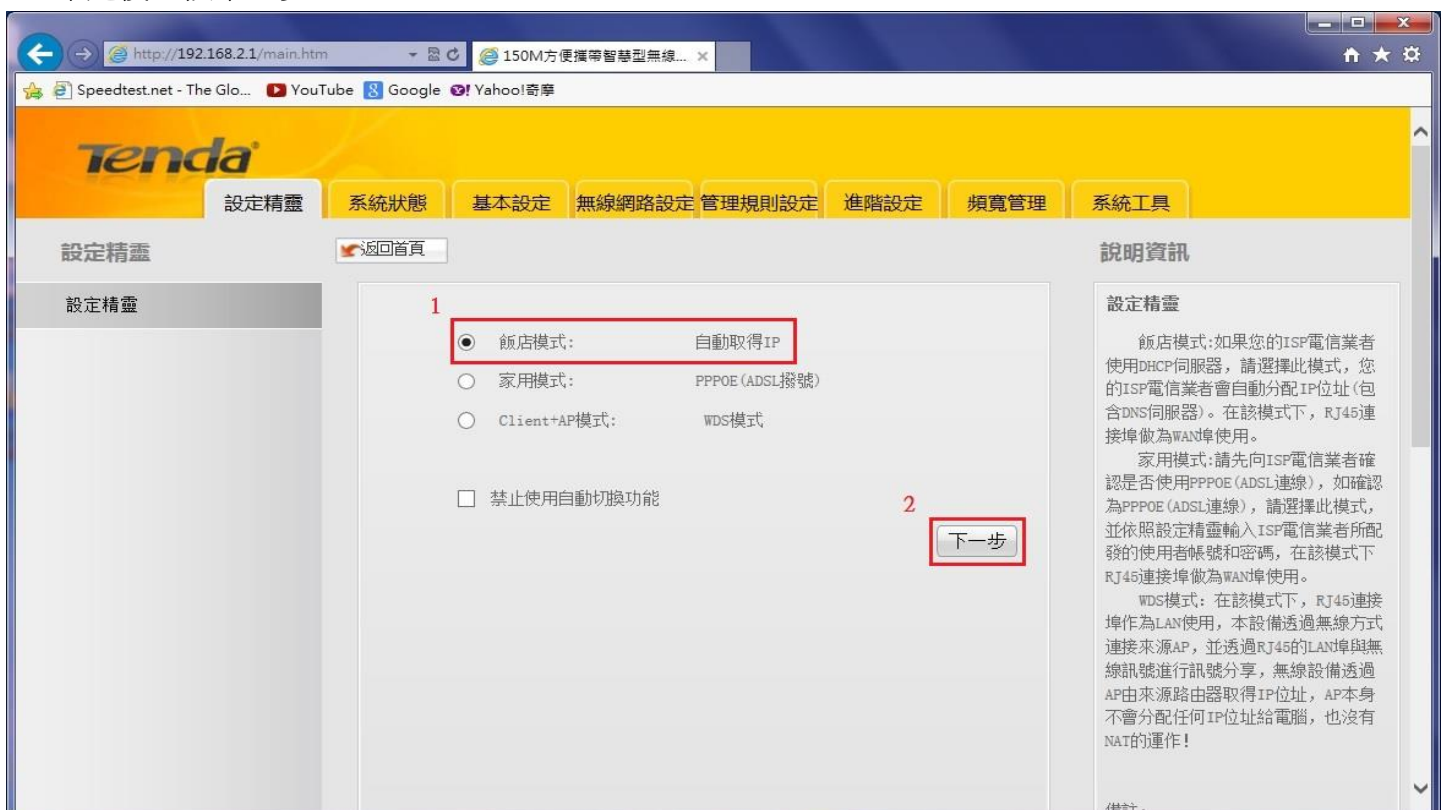 http://192.168.2.1/main.htm
150M方便攜帶智慧型無線...
Speedtest.net - The Glo... YouTube Google Yahoo!奇摩
Tenda
設定精靈 系統狀態 基本設定 無線網路設定 管理規則設定 進階設定 頻寬管理 系統工具
設定精靈
設定精靈
返回首頁
1
飯店模式: 自動取得IP
家用模式: PPPOE(ADSL撥號)
Client+AP模式: WDS模式
禁止使用自動切換功能
2
下一步
說明資訊
設定精靈
飯店模式:如果您的ISP電信業者
使用DHCP伺服器，請選擇此模式，您
的ISP電信業者會自動分配IP位址(包
含DNS伺服器)。在該模式下，RJ45連
接埠做為WAN埠使用。
家用模式:請先向ISP電信業者確
認是否使用PPPOE(ADSL連線)，如確認
為PPPOE(ADSL連線)，請選擇此模式，
並依照設定精靈輸入ISP電信業者所配
發的使用者帳號和密碼，在該模式下
RJ45連接埠做為WAN埠使用。
WDS模式: 在該模式下，RJ45連接
埠作為LAN使用，本設備透過無線方式
連接來源AP，並透過RJ45的LAN埠與無
線訊號進行訊號分享，無線設備透過
AP由來源路由器取得IP位址，AP本身
不會分配任何IP位址給電腦，也沒有
NAT的運作!